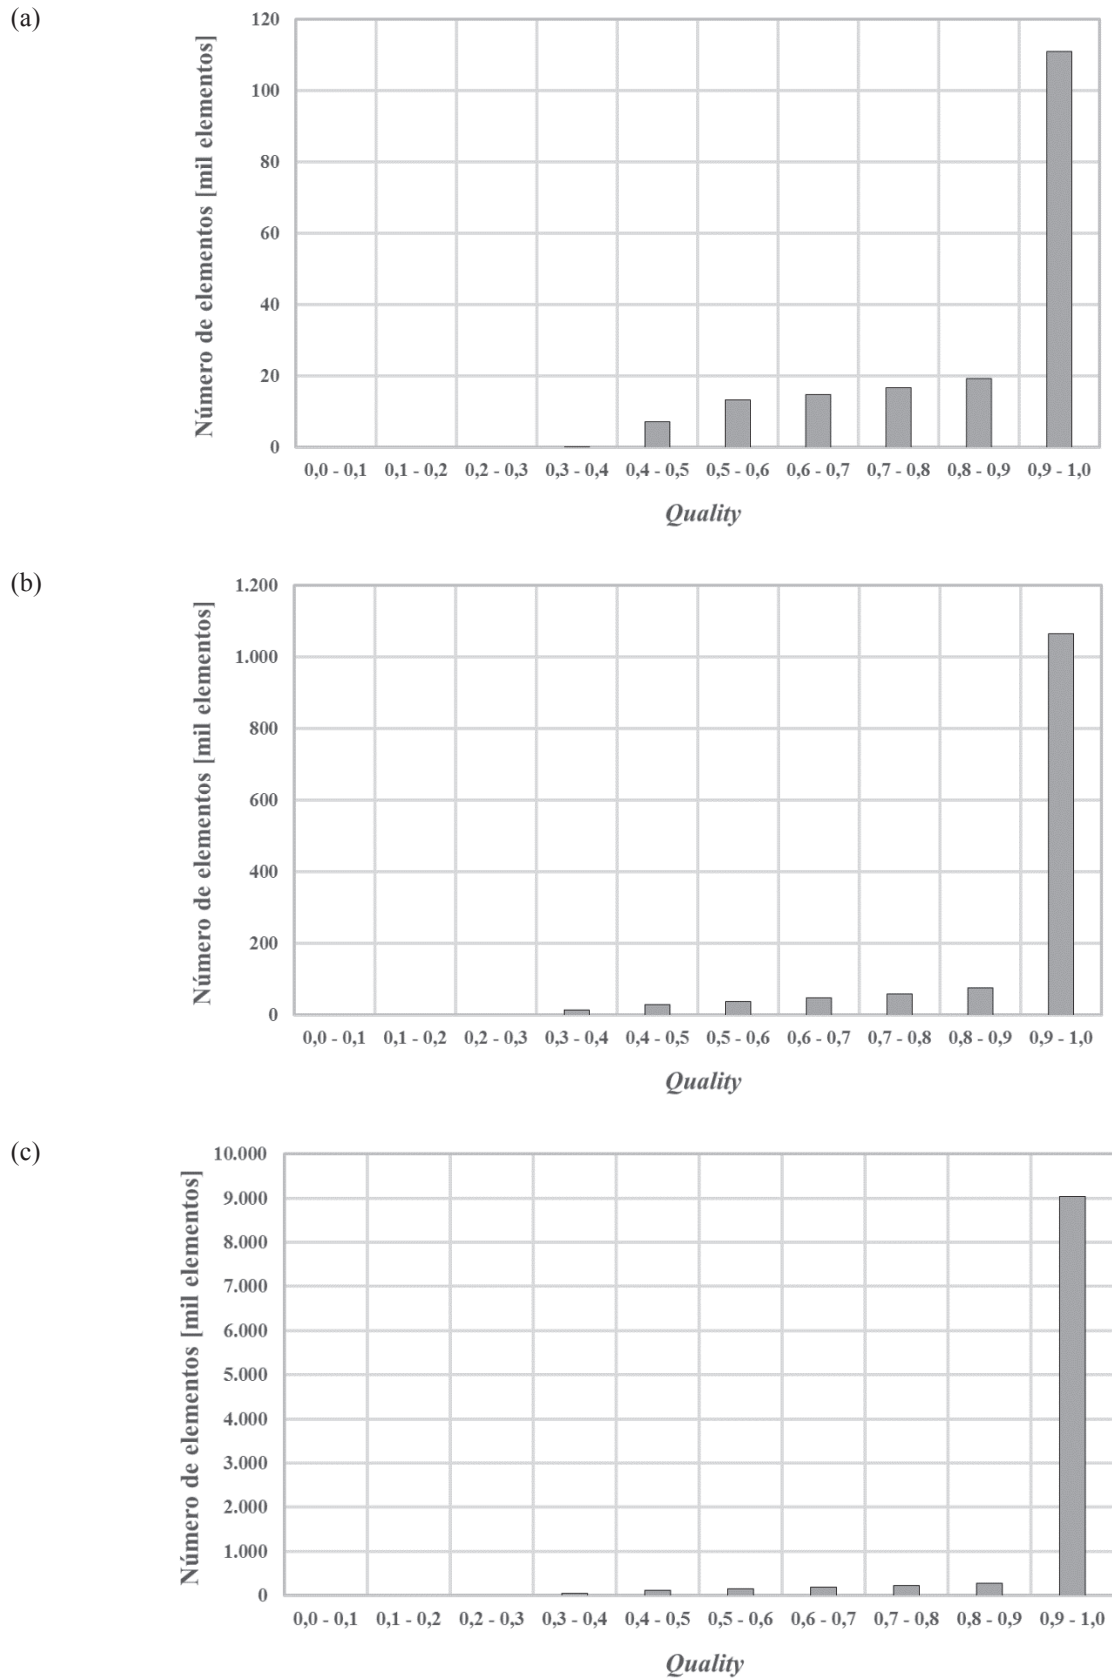 (a)
Número de elementos [mil elementos]
120
100
80
60
40
20
0
0,0 - 0,1 0,1 - 0,2 0,2 - 0,3 0,3 - 0,4 0,4 - 0,5 0,5 - 0,6 0,6 - 0,7 0,7 - 0,8 0,8 - 0,9 0,9 - 1,0
Quality
(b)
Número de elementos [mil elementos]
1.200
1.000
800
600
400
200
0
0,0 - 0,1 0,1 - 0,2 0,2 - 0,3 0,3 - 0,4 0,4 - 0,5 0,5 - 0,6 0,6 - 0,7 0,7 - 0,8 0,8 - 0,9 0,9 - 1,0
Quality
(c)
Número de elementos [mil elementos]
10.000
9.000
8.000
7.000
6.000
5.000
4.000
3.000
2.000
1.000
0
0,0 - 0,1 0,1 - 0,2 0,2 - 0,3 0,3 - 0,4 0,4 - 0,5 0,5 - 0,6 0,6 - 0,7 0,7 - 0,8 0,8 - 0,9 0,9 - 1,0
Quality